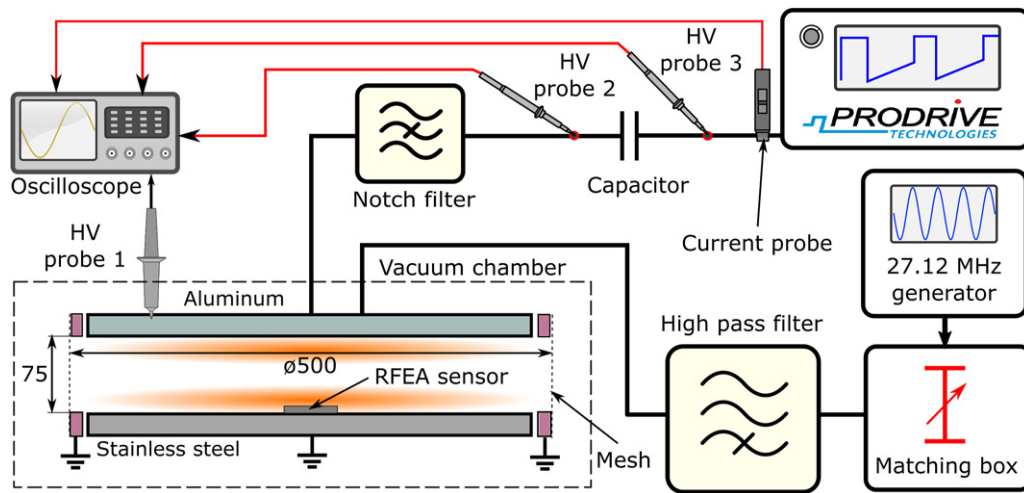 HV
probe 2
HV
probe 3
PRODRIVE
TECHNOLOGIES
Oscilloscope
Notch filter
Capacitor
Current probe
27.12 MHz
generator
HV
probe 1
Vacuum chamber
Aluminum
High pass filter
75
ø500
RFEA sensor
Stainless steel
Mesh
Matching box